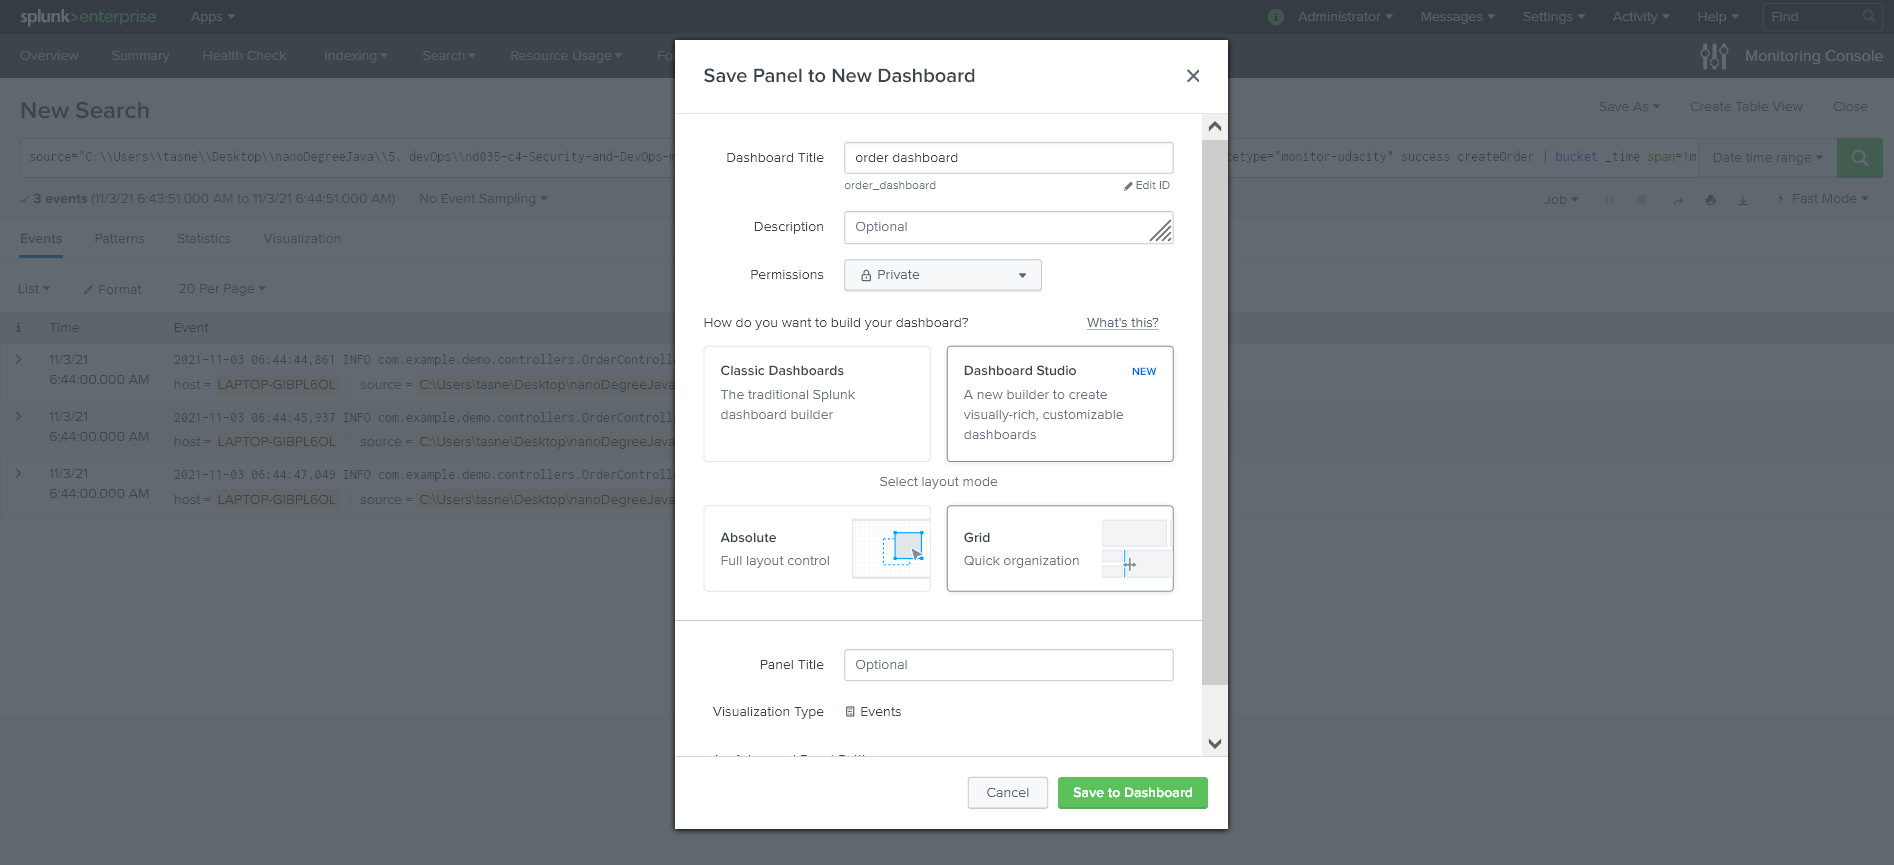 splunk>enterprise Apps Administrator Messages Settings Activity Help Find
Overview Summary Health Check Indexing Search Resource Usage Fo Monitoring Console
New Search Save As Create Table View Close
source="C:\\Users\\tasne\\Desktop\\nanoDegreeJava\\5. devOps\\nd035-c4-Security-and-DevOps-m cetype="monitor-udacity" success createOrder | bucket _time span=1m Date time range
✓ 3 events (11/3/21 6:43:51.000 AM to 11/3/21 6:44:51.000 AM) No Event Sampling Job Fast Mode
Events Patterns Statistics Visualization
List Format 20 Per Page
i Time Event
11/3/21 2021-11-03 06:44:44,861 INFO com.example.demo.controllers.OrderControll
6:44:00.000 AM host = LAPTOP-GIBPL6OL source = C:\Users\tasne\Desktop\nanoDegreeJava
11/3/21 2021-11-03 06:44:45,937 INFO com.example.demo.controllers.OrderControll
6:44:00.000 AM host = LAPTOP-GIBPL6OL source = C:\Users\tasne\Desktop\nanoDegreeJava
11/3/21 2021-11-03 06:44:47,049 INFO com.example.demo.controllers.OrderControll
6:44:00.000 AM host = LAPTOP-GIBPL6OL source = C:\Users\tasne\Desktop\nanoDegreeJava
Save Panel to New Dashboard
Dashboard Title order dashboard
order_dashboard Edit ID
Description Optional
Permissions Private
How do you want to build your dashboard? What's this?
Classic Dashboards
The traditional Splunk
dashboard builder
Dashboard Studio NEW
A new builder to create
visually-rich, customizable
dashboards
Select layout mode
Absolute
Full layout control
Grid
Quick organization
Panel Title Optional
Visualization Type Events
Cancel Save to Dashboard